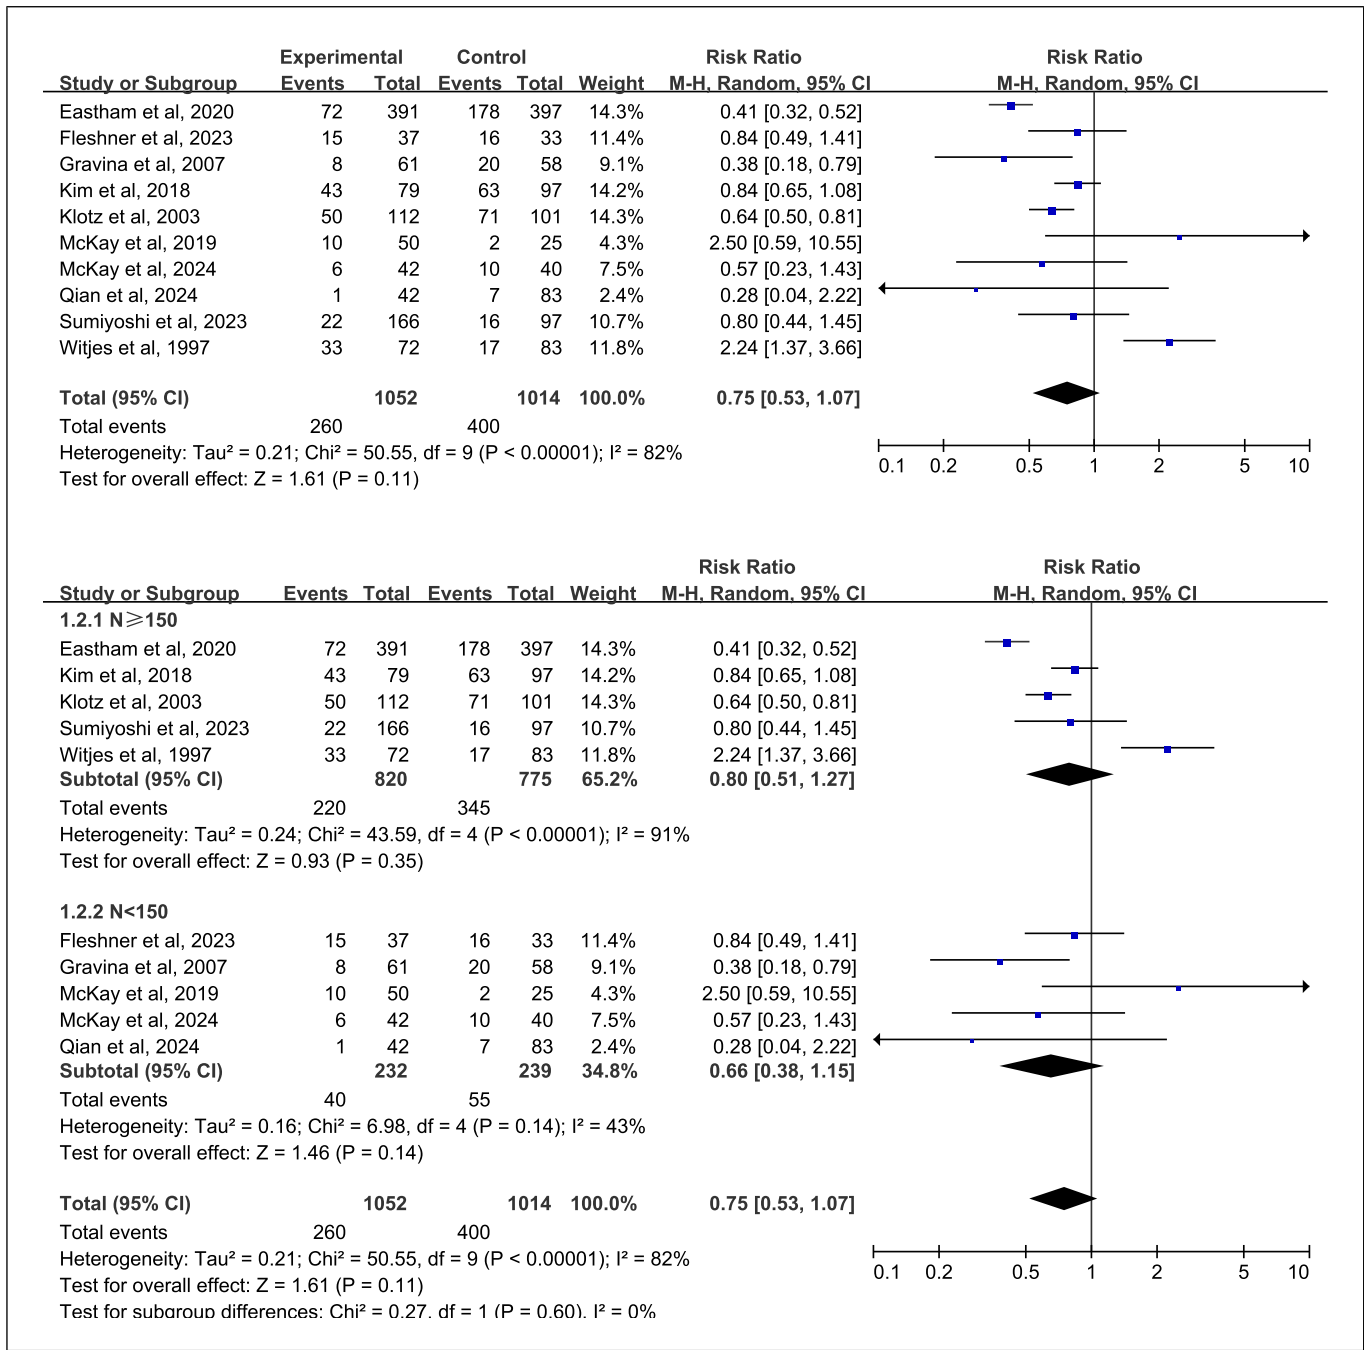 Experimental Control Risk Ratio Risk Ratio
Study or Subgroup Events Total Events Total Weight M-H, Random, 95% CI M-H, Random, 95% CI
Eastham et al, 2020 72 391 178 397 14.3% 0.41 [0.32, 0.52]
Fleshner et al, 2023 15 37 16 33 11.4% 0.84 [0.49, 1.41]
Gravina et al, 2007 8 61 20 58 9.1% 0.38 [0.18, 0.79]
Kim et al, 2018 43 79 63 97 14.2% 0.84 [0.65, 1.08]
Klotz et al, 2003 50 112 71 101 14.3% 0.64 [0.50, 0.81]
McKay et al, 2019 10 50 2 25 4.3% 2.50 [0.59, 10.55]
McKay et al, 2024 6 42 10 40 7.5% 0.57 [0.23, 1.43]
Qian et al, 2024 1 42 7 83 2.4% 0.28 [0.04, 2.22]
Sumiyoshi et al, 2023 22 166 16 97 10.7% 0.80 [0.44, 1.45]
Witjes et al, 1997 33 72 17 83 11.8% 2.24 [1.37, 3.66]
Total (95% CI) 1052 1014 100.0% 0.75 [0.53, 1.07]
Total events 260 400
Heterogeneity: Tau² = 0.21; Chi² = 50.55, df = 9 (P < 0.00001); I² = 82%
Test for overall effect: Z = 1.61 (P = 0.11)
0.1 0.2 0.5 1 2 5 10
Risk Ratio Risk Ratio
Study or Subgroup Events Total Events Total Weight M-H, Random, 95% CI M-H, Random, 95% CI
1.2.1 N≥150
Eastham et al, 2020 72 391 178 397 14.3% 0.41 [0.32, 0.52]
Kim et al, 2018 43 79 63 97 14.2% 0.84 [0.65, 1.08]
Klotz et al, 2003 50 112 71 101 14.3% 0.64 [0.50, 0.81]
Sumiyoshi et al, 2023 22 166 16 97 10.7% 0.80 [0.44, 1.45]
Witjes et al, 1997 33 72 17 83 11.8% 2.24 [1.37, 3.66]
Subtotal (95% CI) 820 775 65.2% 0.80 [0.51, 1.27]
Total events 220 345
Heterogeneity: Tau² = 0.24; Chi² = 43.59, df = 4 (P < 0.00001); I² = 91%
Test for overall effect: Z = 0.93 (P = 0.35)
1.2.2 N<150
Fleshner et al, 2023 15 37 16 33 11.4% 0.84 [0.49, 1.41]
Gravina et al, 2007 8 61 20 58 9.1% 0.38 [0.18, 0.79]
McKay et al, 2019 10 50 2 25 4.3% 2.50 [0.59, 10.55]
McKay et al, 2024 6 42 10 40 7.5% 0.57 [0.23, 1.43]
Qian et al, 2024 1 42 7 83 2.4% 0.28 [0.04, 2.22]
Subtotal (95% CI) 232 239 34.8% 0.66 [0.38, 1.15]
Total events 40 55
Heterogeneity: Tau² = 0.16; Chi² = 6.98, df = 4 (P = 0.14); I² = 43%
Test for overall effect: Z = 1.46 (P = 0.14)
Total (95% CI) 1052 1014 100.0% 0.75 [0.53, 1.07]
Total events 260 400
Heterogeneity: Tau² = 0.21; Chi² = 50.55, df = 9 (P < 0.00001); I² = 82%
0.1 0.2 0.5 1 2 5 10
Test for overall effect: Z = 1.61 (P = 0.11)
Test for subgroup differences: Chi² = 0.27, df = 1 (P = 0.60), I² = 0%